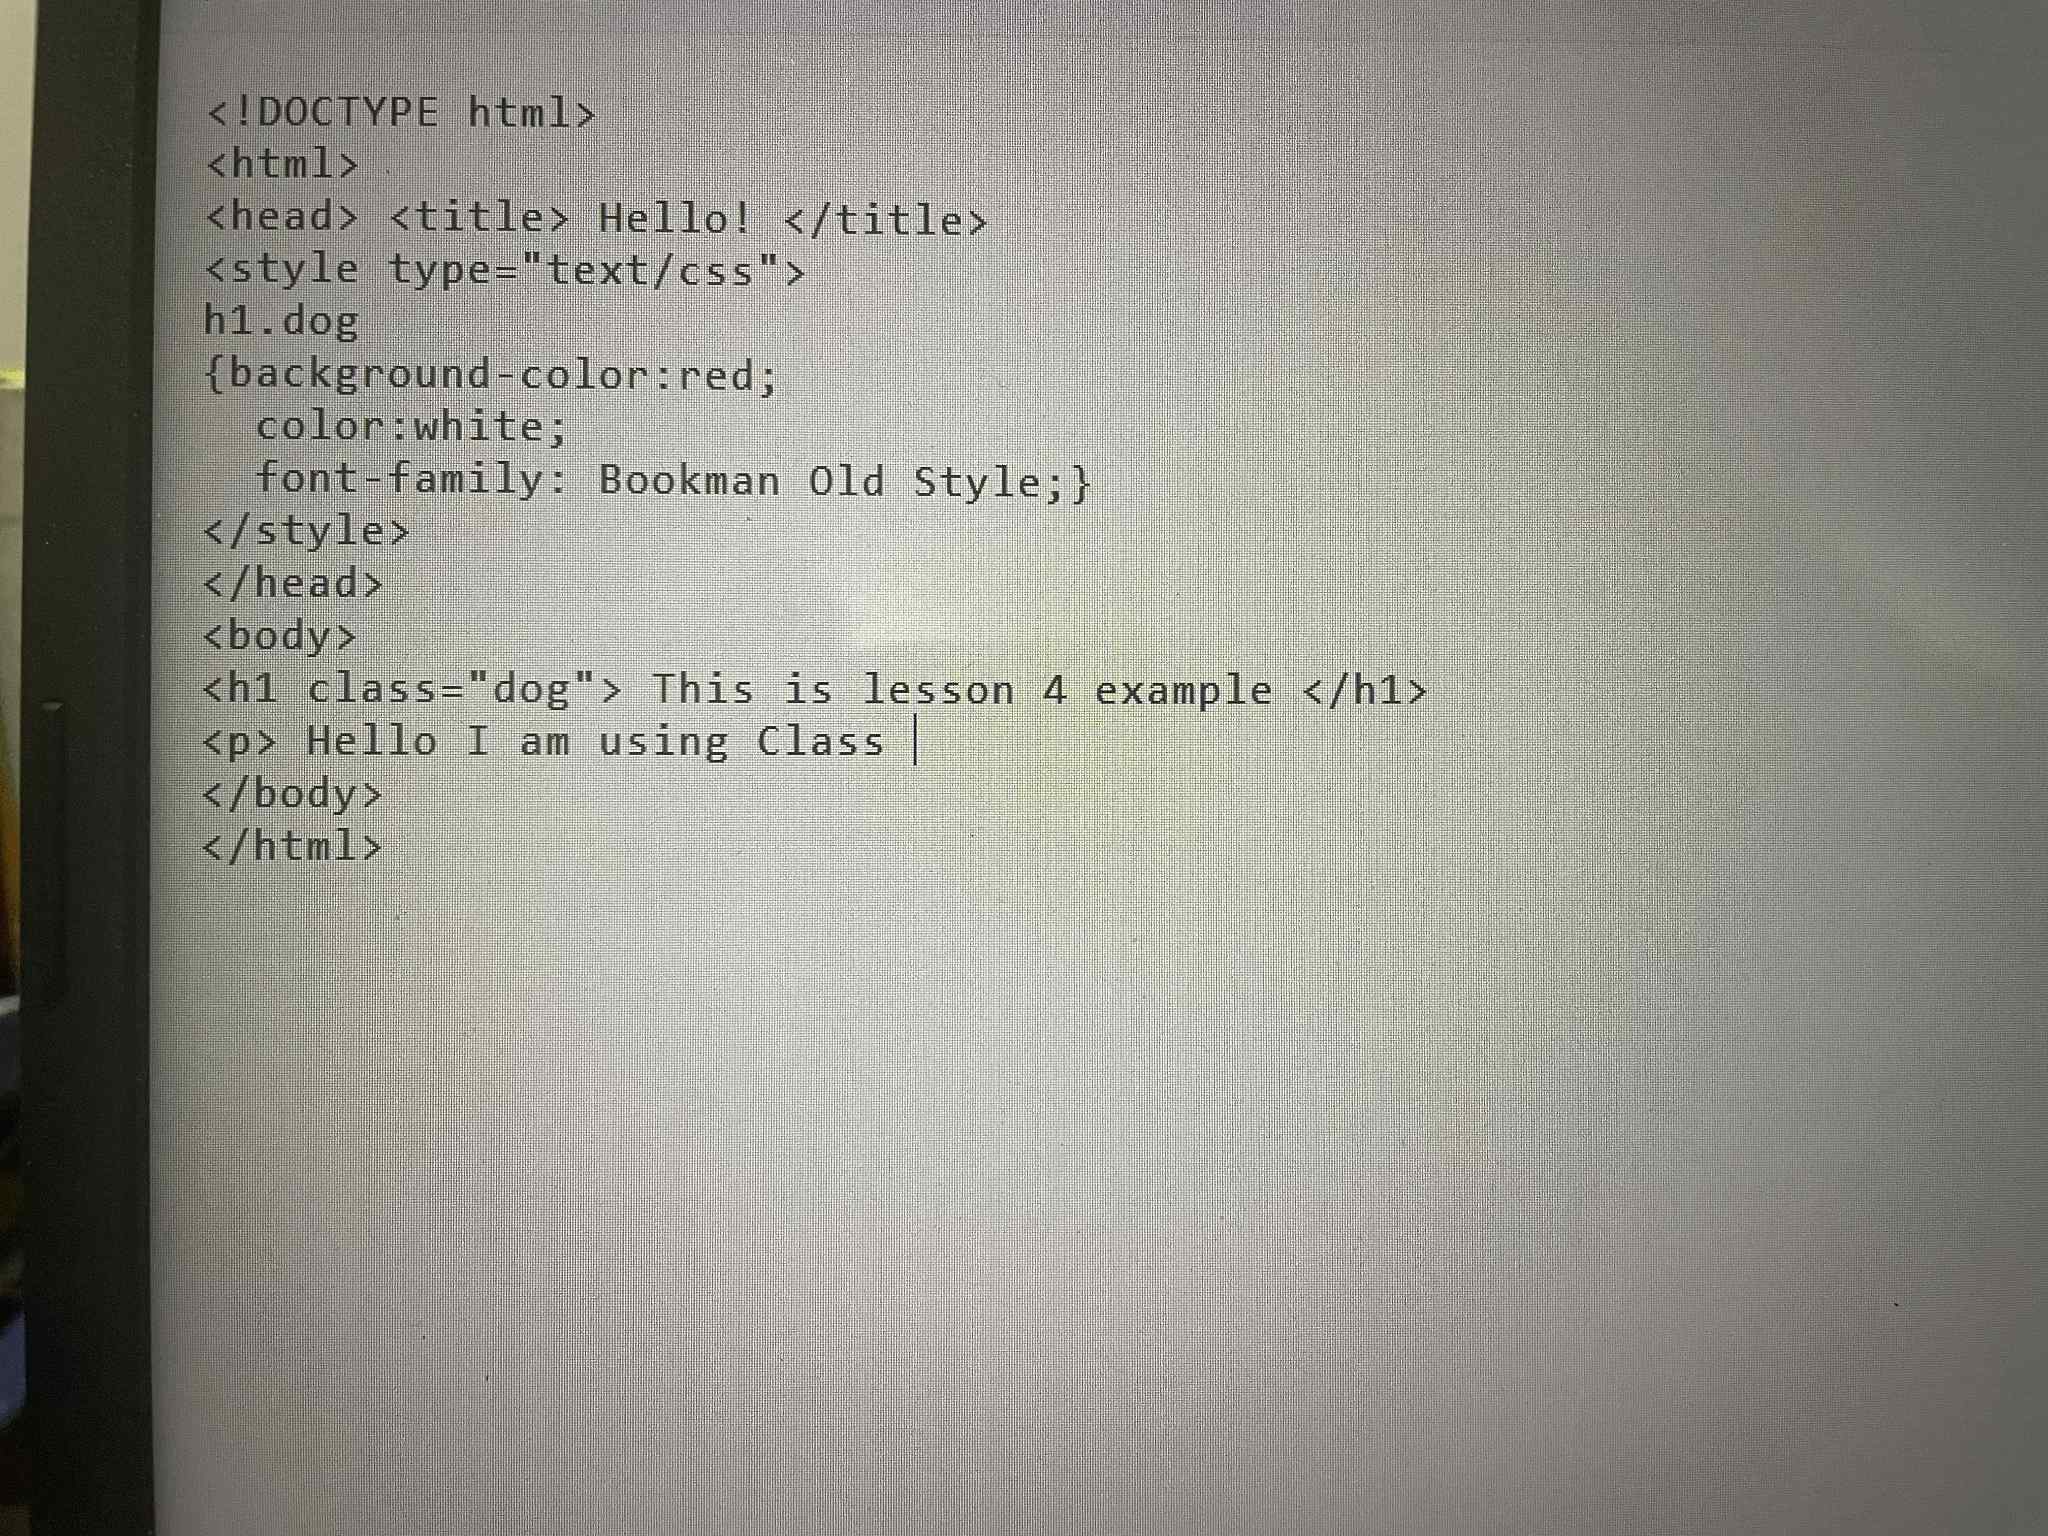 <!DOCTYPE html>
<html>
<head> <title> Hello! </title>
<style type="text/css">
h1.dog
{background-color:red;
  color:white;
  font-family: Bookman Old Style;}
</style>
</head>
<body>
<h1 class="dog"> This is lesson 4 example </h1>
<p> Hello I am using Class
</body>
</html>